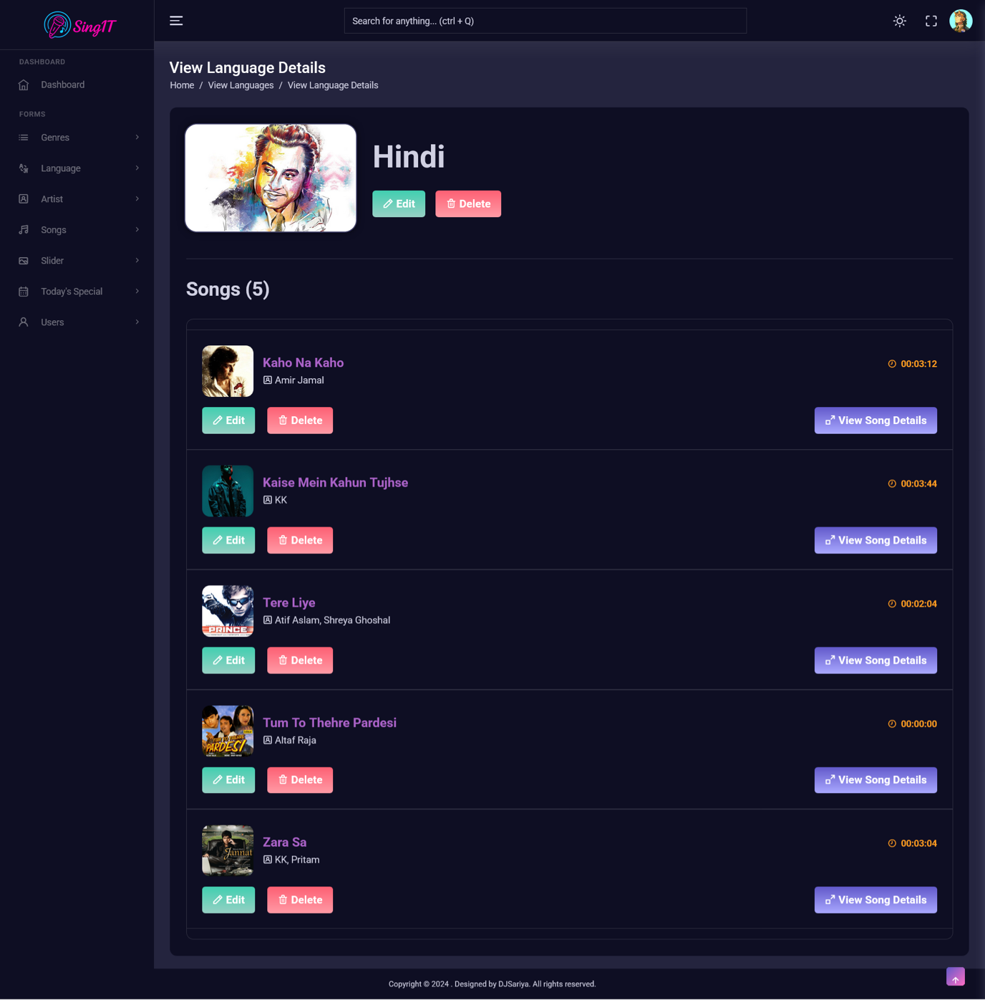 SingIT
Search for anything... (ctrl + Q)
DASHBOARD
Dashboard
FORMS
Genres
Language
Artist
Songs
Slider
Today's Special
Users
View Language Details
Home / View Languages / View Language Details
Hindi
Edit Delete
Songs (5)
Kaho Na Kaho 00:03:12
Amir Jamal
Edit Delete View Song Details
Kaise Mein Kahun Tujhse 00:03:44
KK
Edit Delete View Song Details
Tere Liye 00:02:04
Atif Aslam, Shreya Ghoshal
PRINCE
Edit Delete View Song Details
Tum To Thehre Pardesi 00:00:00
Altaf Raja
TUM TO THEHRE
PARDESI
Edit Delete View Song Details
Zara Sa 00:03:04
KK, Pritam
Jannat
Edit Delete View Song Details
Copyright © 2024 . Designed by DJSariya. All rights reserved.